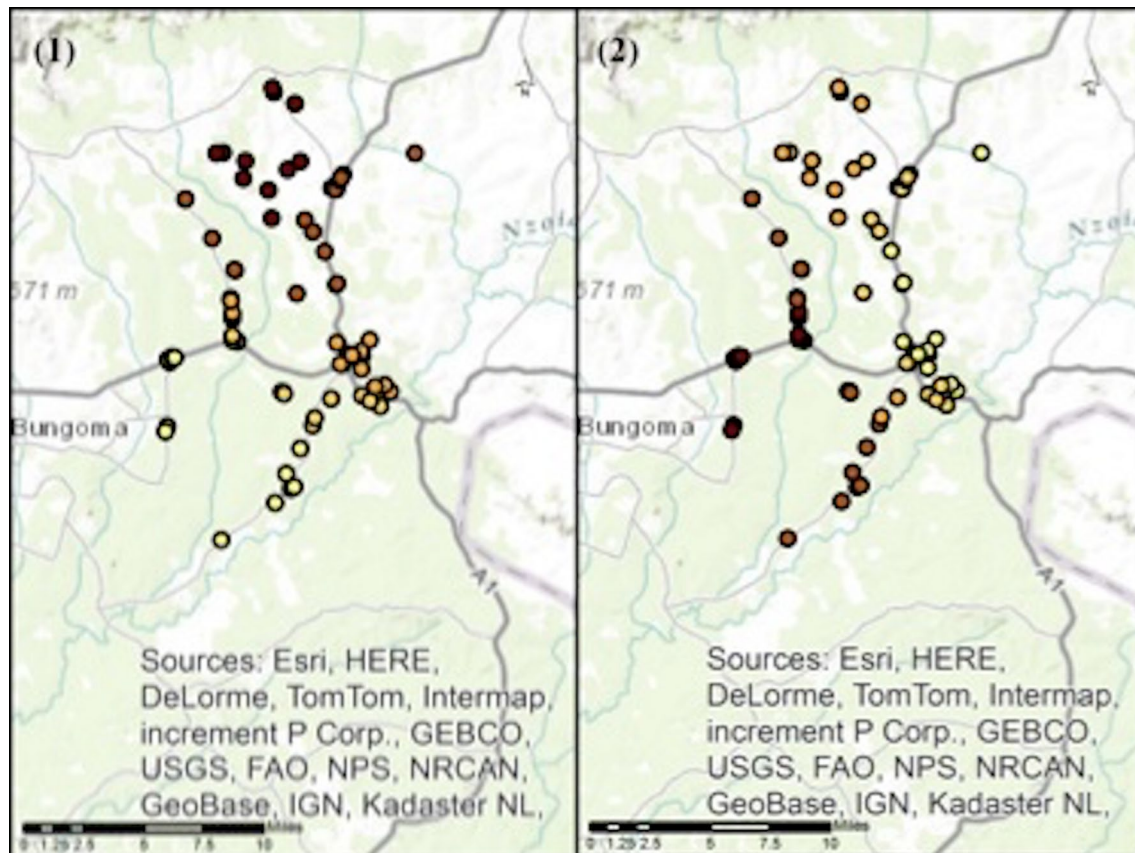 (1)
(2)
N
N
Nzoia
Nzoia
571 m
571 m
Bungoma
Bungoma
A1
A1
Sources: Esri, HERE,
DeLorme, TomTom, Intermap,
increment P Corp., GEBCO,
USGS, FAO, NPS, NRCAN,
GeoBase, IGN, Kadaster NL,
Sources: Esri, HERE,
DeLorme, TomTom, Intermap,
increment P Corp., GEBCO,
USGS, FAO, NPS, NRCAN,
GeoBase, IGN, Kadaster NL,
Miles
0 1.25 2.5 5 7.5 10
Miles
0 1.25 2.5 5 7.5 10